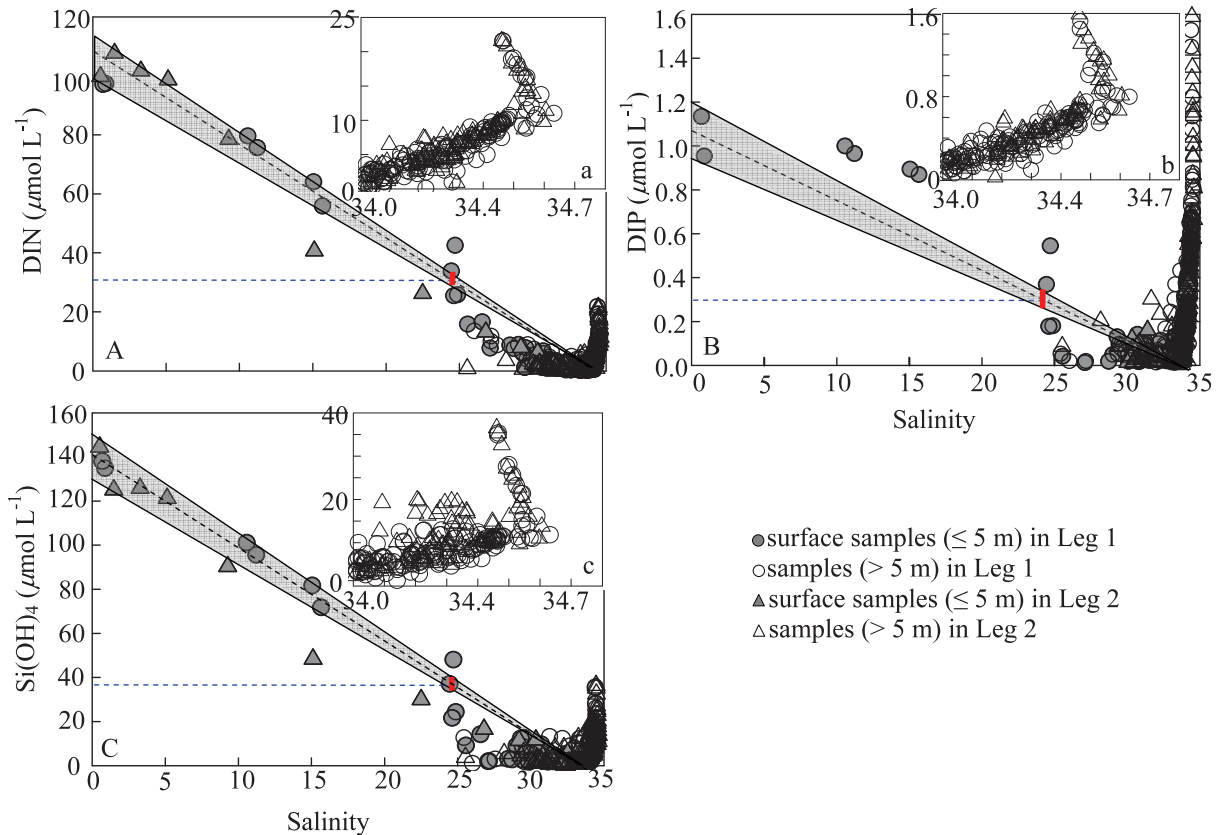 120
100
80
60
40
20
0
DIN (μmol L⁻¹)
A
25
10
0
34.0
34.4
34.7
a
1.6
1.4
1.2
1.0
0.8
0.6
0.4
0.2
0.0
DIP (μmol L⁻¹)
B
1.6
0.8
0
34.0
34.4
34.7
b
0 5 10 15 20 25 30 35
Salinity
160
140
120
100
80
60
40
20
0
Si(OH)₄ (μmol L⁻¹)
C
40
20
0
34.0
34.4
34.7
c
0 5 10 15 20 25 30 35
Salinity
surface samples (≤ 5 m) in Leg 1
samples (> 5 m) in Leg 1
surface samples (≤ 5 m) in Leg 2
samples (> 5 m) in Leg 2